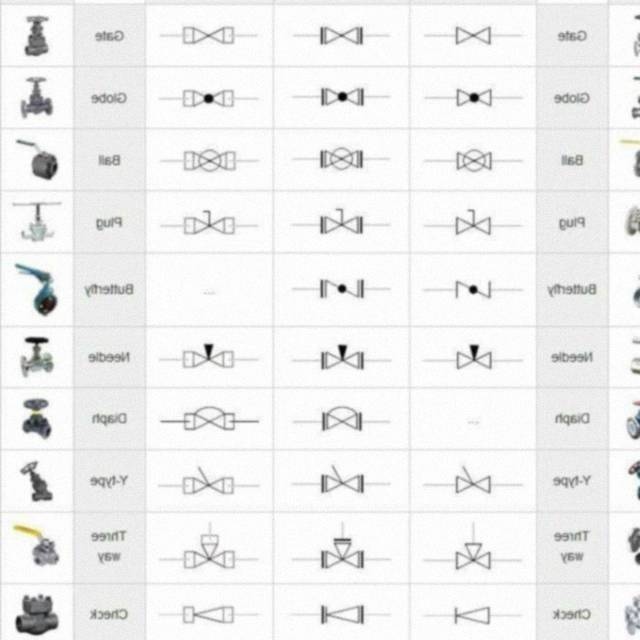 Gate Gate
Globe Globe
Ball Ball
Plug Plug
Butterfly ... Butterfly
Needle Needle
Diaph ... Diaph
Y-type Y-type
Three Three
way way
Check Check